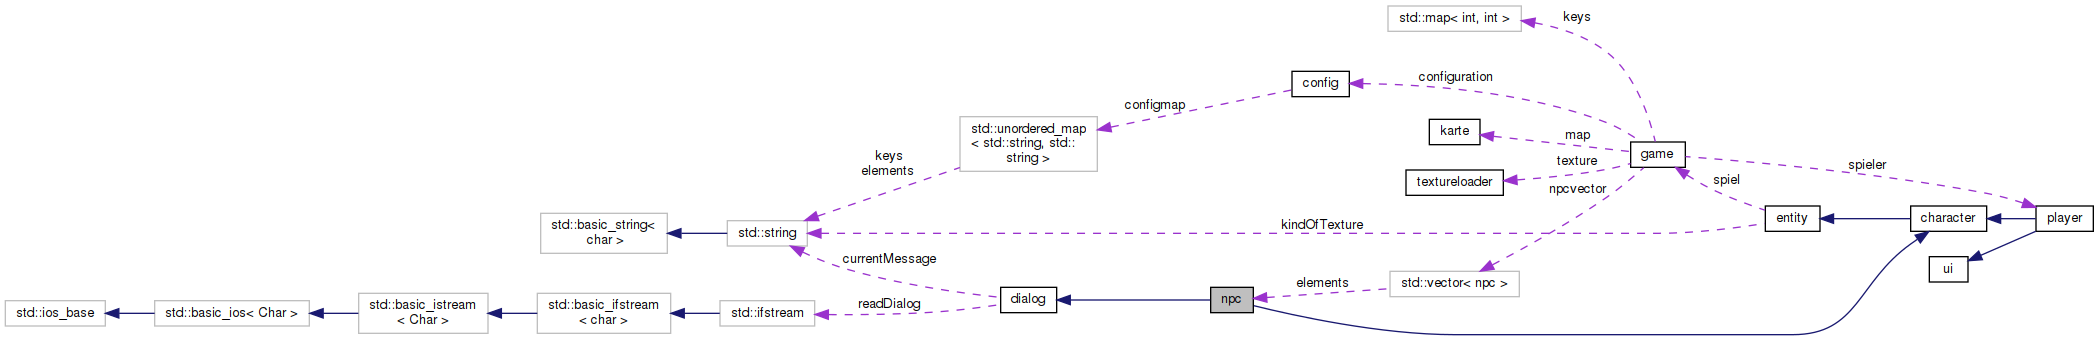 std::map< int, int >
keys
config
configuration
configmap
std::unordered_map
< std::string, std::
string >
karte
map
game
texture
textureloader
npcvector
spieler
keys
elements
spiel
std::basic_string<
char >
std::string
kindOfTexture
entity
character
player
currentMessage
ui
std::vector< npc >
elements
std::ios_base
std::basic_ios< Char >
std::basic_istream
< Char >
std::basic_ifstream
< char >
std::ifstream
readDialog
dialog
npc